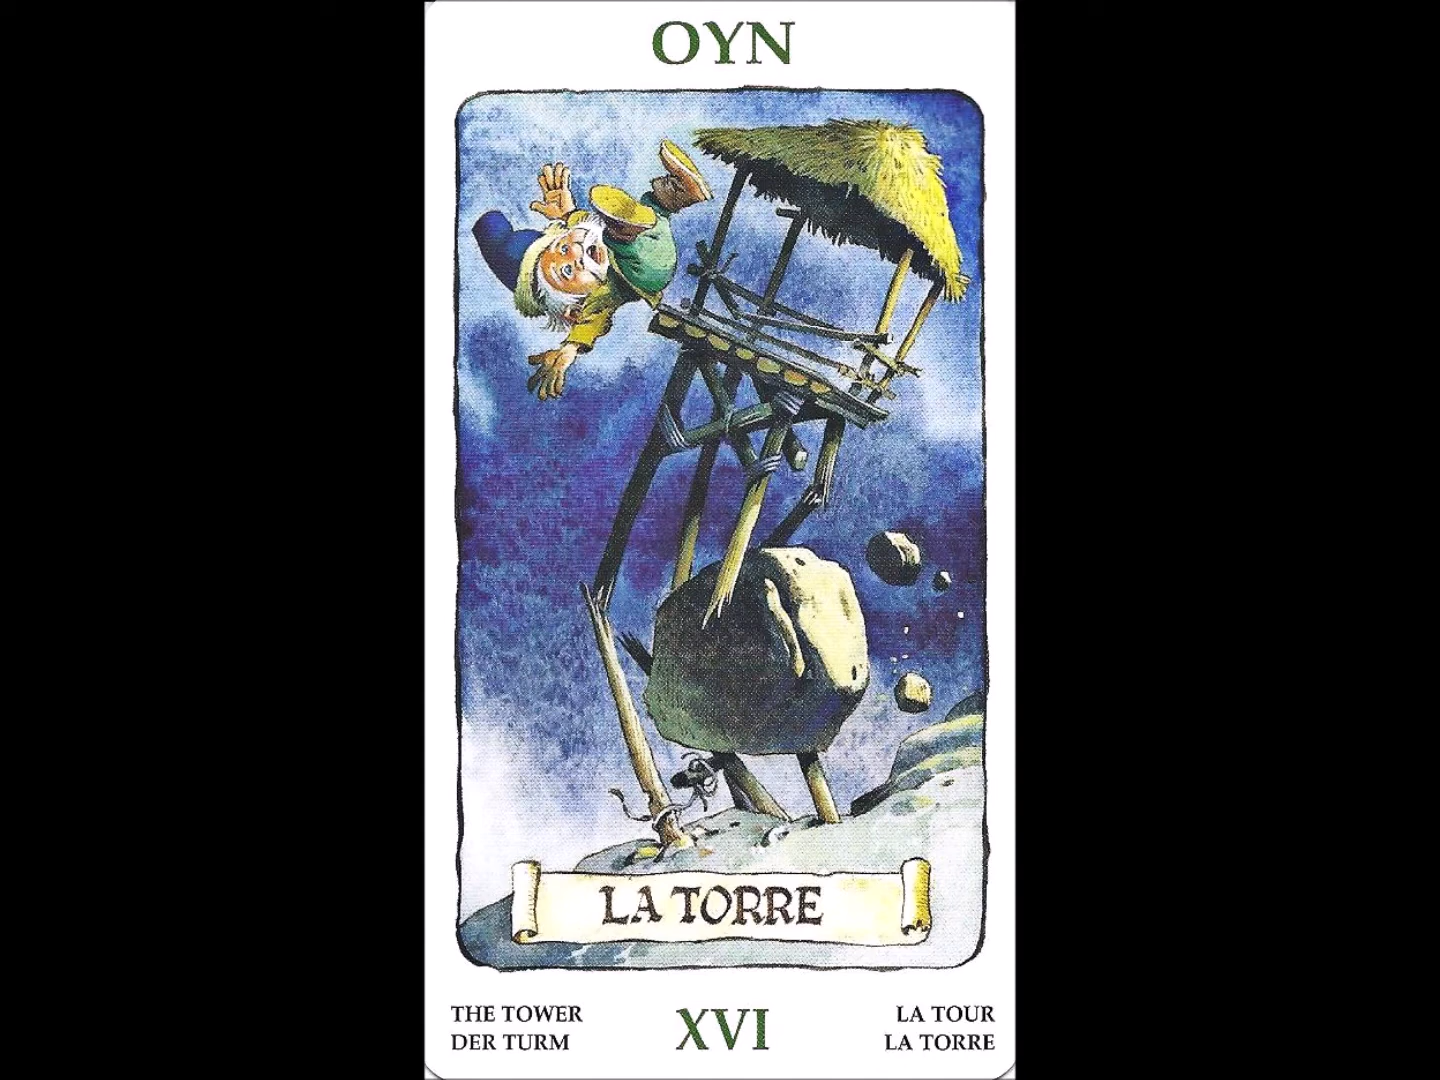 OYN
LA TORRE
THE TOWER
DER TURM
XVI
LA TOUR
LA TORRE